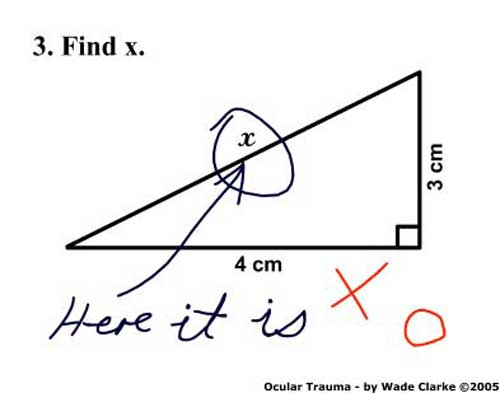 3. Find x.
x
3 cm
4 cm
Here it is
X O
Ocular Trauma - by Wade Clarke ©2005